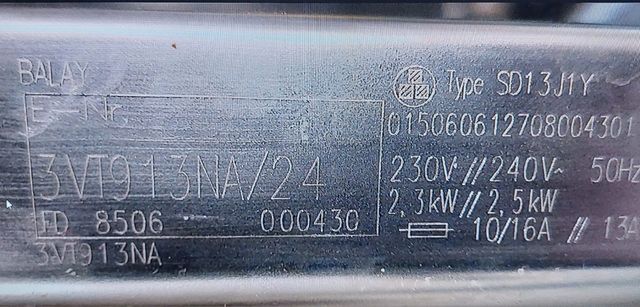 BALAY
E-Nr.
3VT913NA/24
FD 8506 000430
3VT913NA
Type SD13J1Y
015060612708004301
230V // 240V~ 50Hz
2,3kW // 2,5kW
10/16A // 13A